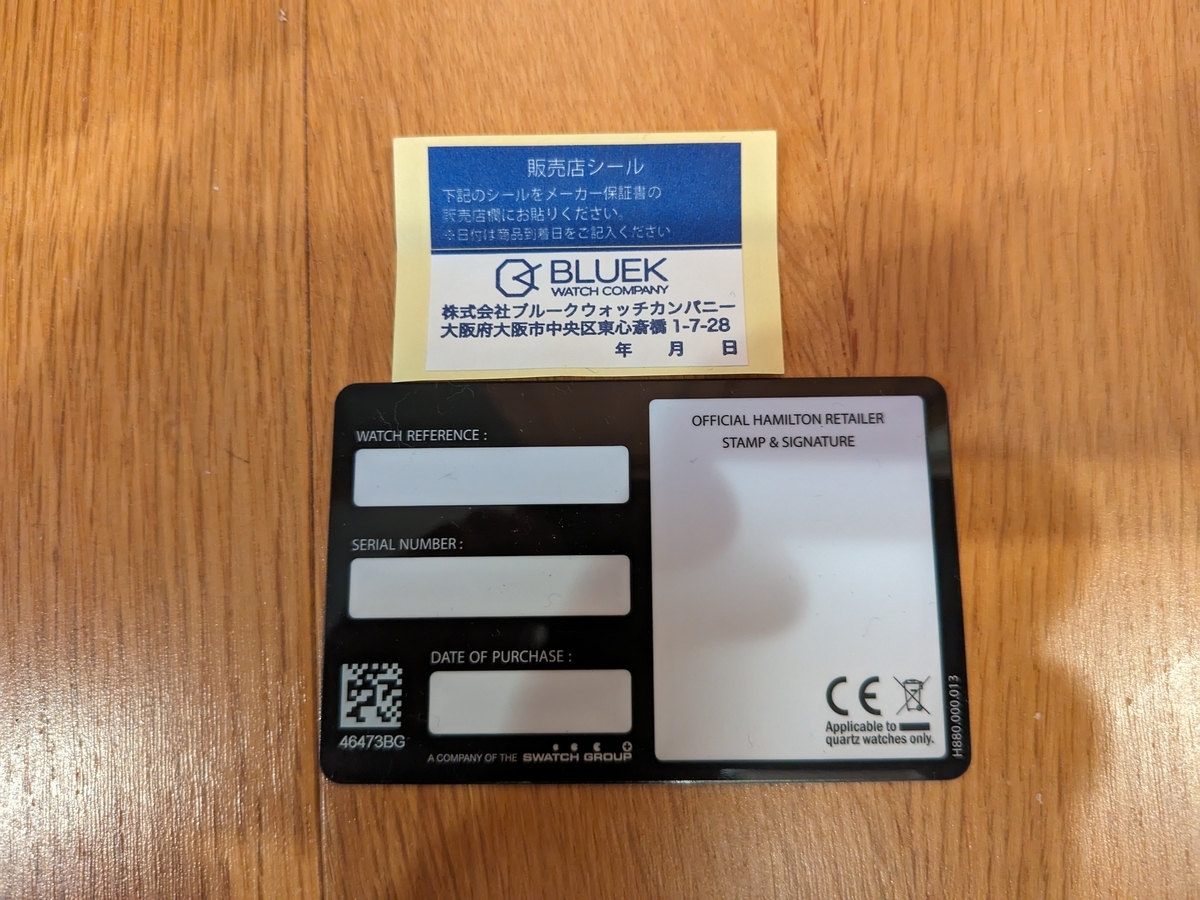 販売店シール
下記のシールをメーカー保証書の
販売店欄にお貼りください。
※日付は商品到着日をご記入ください
BLUEK
WATCH COMPANY
株式会社ブルークウォッチカンパニー
大阪府大阪市中央区東心斎橋 1-7-28
年 月 日
WATCH REFERENCE :
SERIAL NUMBER :
DATE OF PURCHASE :
46473BG
A COMPANY OF THE SWATCH GROUP
OFFICIAL HAMILTON RETAILER
STAMP & SIGNATURE
CE
Applicable to
quartz watches only.
H880.000.013